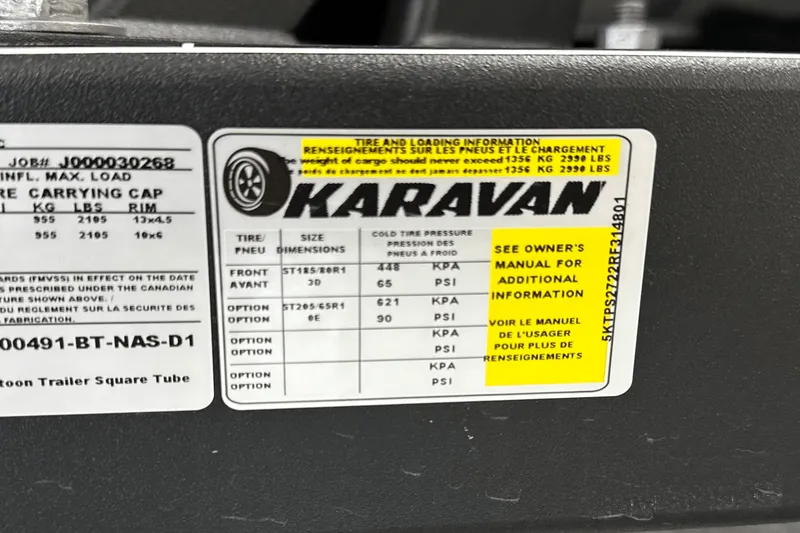 C
JOB# J000030268
INFL. MAX. LOAD
RE CARRYING CAP
I KG LBS RIM
955 2105 13x4.5
955 2105 10x6
ARDS (FMVSS) IN EFFECT ON THE DATE
S PRESCRIBED UNDER THE CANADIAN
TURE SHOWN ABOVE. /
DU REGLEMENT SUR LA SECURITE DES
FABRICATION.
00491-BT-NAS-D1
toon Trailer Square Tube
TIRE AND LOADING INFORMATION
RENSEIGNEMENTS SUR LES PNEUS ET LE CHARGEMENT
he weight of cargo should never exceed 1356 KG 2990 LBS
e poids du chargement ne doit jamais depasser 1356 KG 2990 LBS
KARAVAN
TIRE/ PNEU SIZE DIMENSIONS COLD TIRE PRESSURE PRESSION DES PNEUS A FROID
FRONT ST185/80R1 448 KPA
AVANT 3D 65 PSI
OPTION ST205/65R1 621 KPA
OPTION 0E 90 PSI
OPTION KPA
OPTION PSI
OPTION KPA
OPTION PSI
SEE OWNER'S
MANUAL FOR
ADDITIONAL
INFORMATION
VOIR LE MANUEL
DE L'USAGER
POUR PLUS DE
RENSEIGNEMENTS
5KTPS2722RF314801